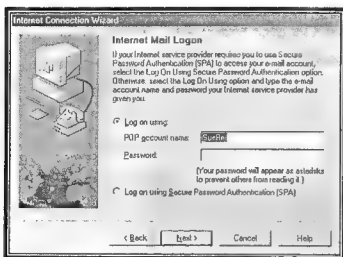 Internet Connection Wizard
Internet Mail Logon
If your Internet service provider requires you to use Secure
Password Authentication (SPA) to access your e-mail account,
select the Log On Using Secure Password Authentication option.
Otherwise, select the Log On Using option and type the e-mail
account name and password your Internet service provider has
given you.
Log on using:
POP account name:
Password:
(Your password will appear as asterisks
to prevent others from reading it.)
Log on using Secure Password Authentication (SPA)
< Back Next > Cancel Help